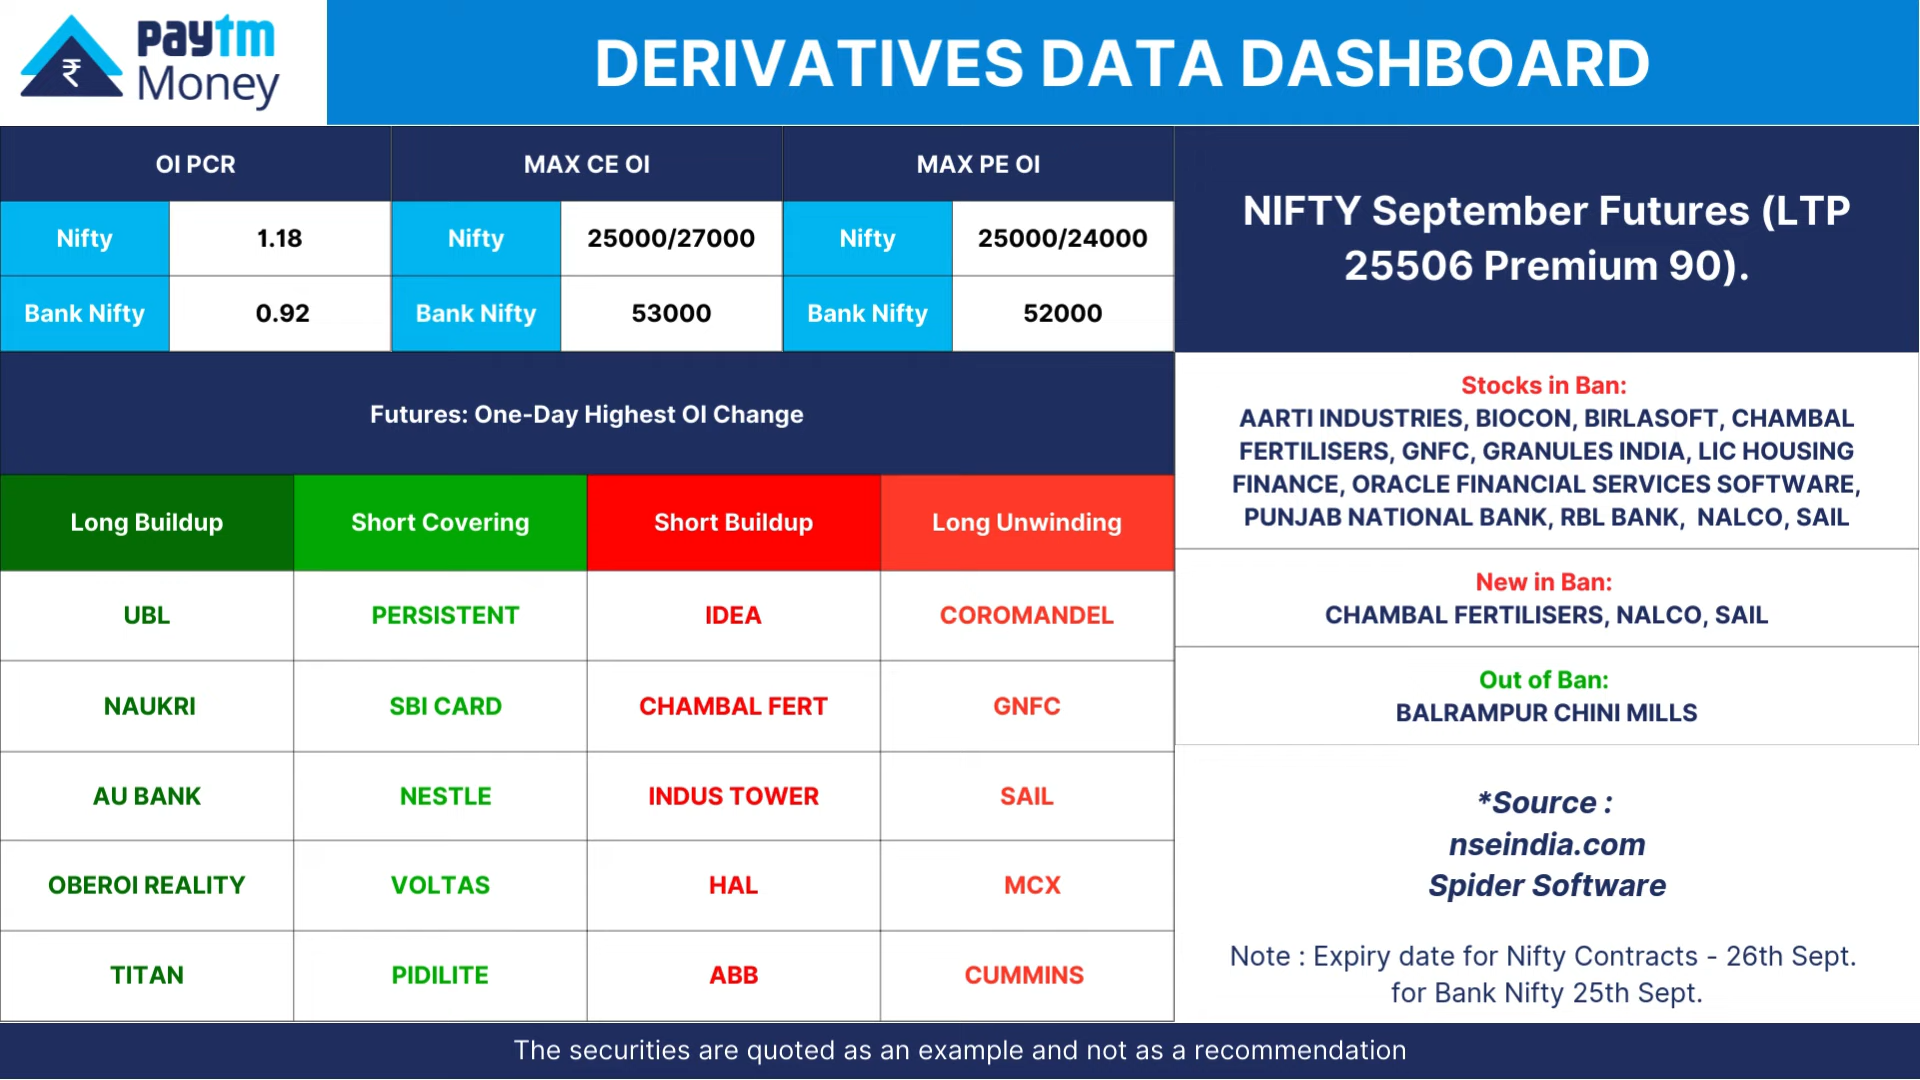 ₹ paytm
Money
DERIVATIVES DATA DASHBOARD
OI PCR MAX CE OI MAX PE OI
Nifty 1.18 Nifty 25000/27000 Nifty 25000/24000
Bank Nifty 0.92 Bank Nifty 53000 Bank Nifty 52000
Futures: One-Day Highest OI Change
Long Buildup Short Covering Short Buildup Long Unwinding
UBL PERSISTENT IDEA COROMANDEL
NAUKRI SBI CARD CHAMBAL FERT GNFC
AU BANK NESTLE INDUS TOWER SAIL
OBEROI REALITY VOLTAS HAL MCX
TITAN PIDILITE ABB CUMMINS
NIFTY September Futures (LTP
25506 Premium 90).
Stocks in Ban:
AARTI INDUSTRIES, BIOCON, BIRLASOFT, CHAMBAL
FERTILISERS, GNFC, GRANULES INDIA, LIC HOUSING
FINANCE, ORACLE FINANCIAL SERVICES SOFTWARE,
PUNJAB NATIONAL BANK, RBL BANK, NALCO, SAIL
New in Ban:
CHAMBAL FERTILISERS, NALCO, SAIL
Out of Ban:
BALRAMPUR CHINI MILLS
*Source :
nseindia.com
Spider Software
Note : Expiry date for Nifty Contracts - 26th Sept.
for Bank Nifty 25th Sept.
The securities are quoted as an example and not as a recommendation